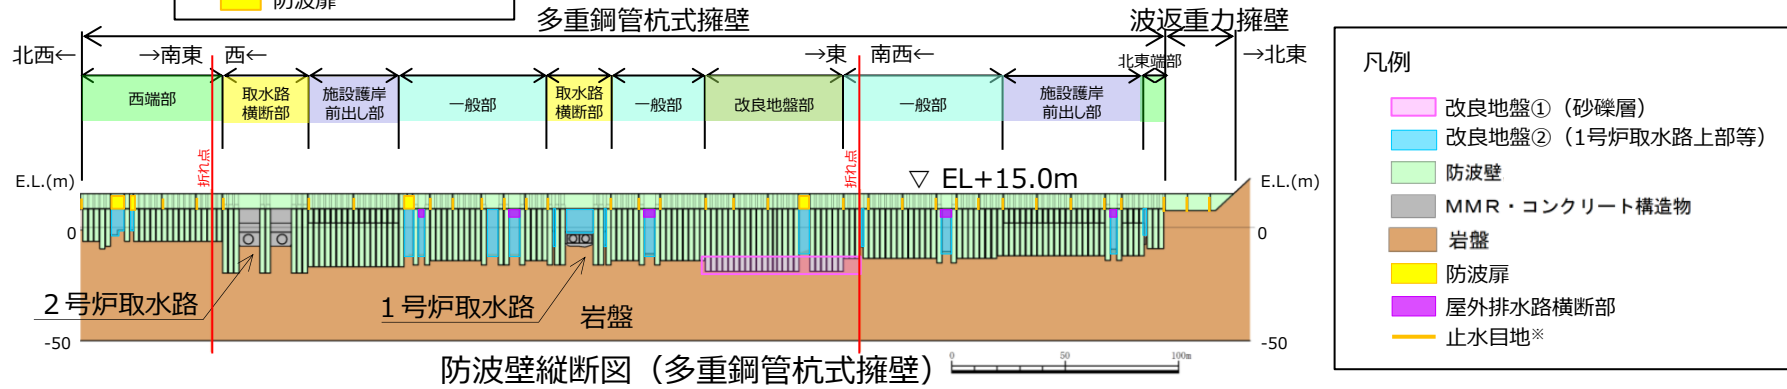 防波扉
多重鋼管杭式擁壁
波返重力擁壁
北西←
→南東
西←
→東
南西←
→北東
西端部
取水路
横断部
施設護岸
前出し部
一般部
取水路
横断部
一般部
改良地盤部
一般部
施設護岸
前出し部
北東端部
折れ点
折れ点
▽ EL+15.0m
E.L.(m)
E.L.(m)
0
0
2号炉取水路
1号炉取水路
岩盤
-50
-50
防波壁縦断図（多重鋼管杭式擁壁）
0
50
100m
凡例
改良地盤①（砂礫層）
改良地盤②（1号炉取水路上部等）
防波壁
MMR・コンクリート構造物
岩盤
防波扉
屋外排水路横断部
止水目地※